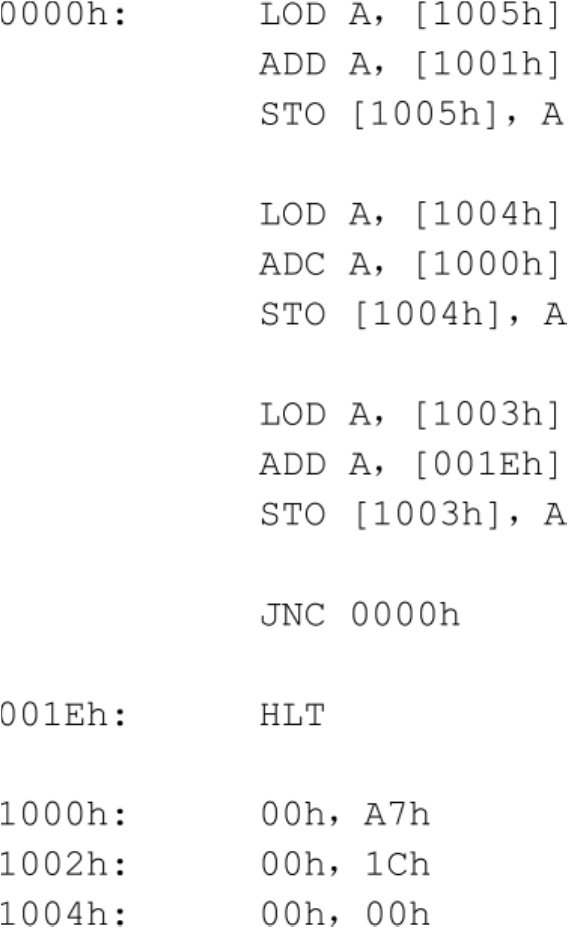 0000h: LOD A，[1005h]
ADD A，[1001h]
STO [1005h]，A
LOD A，[1004h]
ADC A，[1000h]
STO [1004h]，A
LOD A，[1003h]
ADD A，[001Eh]
STO [1003h]，A
JNC 0000h
001Eh: HLT
1000h: 00h，A7h
1002h: 00h，1Ch
1004h: 00h，00h